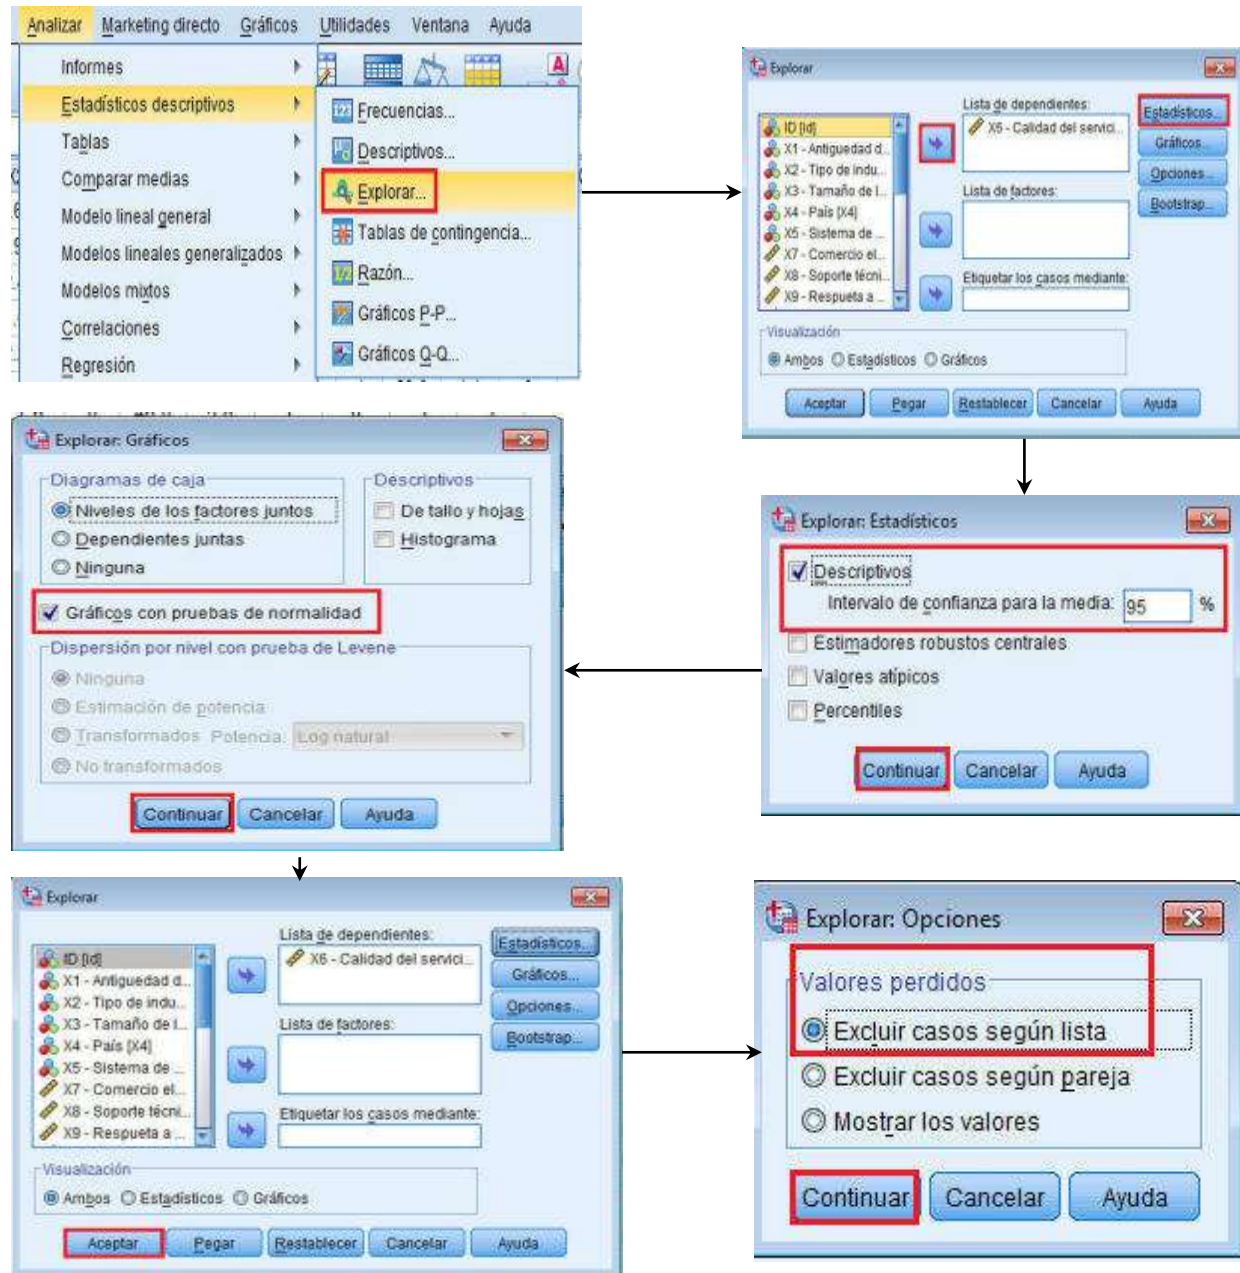 Analizar Marketing directo Gráficos Utilidades Ventana Ayuda
Informes
Estadísticos descriptivos
Tablas
Comparar medias
Modelo lineal general
Modelos lineales generalizados
Modelos mixtos
Correlaciones
Regresión
Frecuencias...
Descriptivos...
Explorar...
Tablas de contingencia...
Razón...
Gráficos P-P...
Gráficos Q-Q...
Explorar
ID [id]
X1 - Antiguedad d...
X2 - Tipo de indu...
X3 - Tamaño de l...
X4 - País [X4]
X5 - Sistema de ...
X7 - Comercio el...
X8 - Soporte técni...
X9 - Respueta a ...
Lista de dependientes:
X6 - Calidad del servici...
Lista de factores:
Etiquetar los casos mediante:
Estadísticos...
Gráficos...
Opciones...
Bootstrap...
Visualización
Ambos Estadísticos Gráficos
Aceptar Pegar Restablecer Cancelar Ayuda
Explorar: Gráficos
Diagramas de caja
Niveles de los factores juntos
Dependientes juntas
Ninguna
Descriptivos
De tallo y hojas
Histograma
Gráficos con pruebas de normalidad
Dispersión por nivel con prueba de Levene
Ninguna
Estimación de potencia
Transformados Potencia: Log natural
No transformados
Continuar Cancelar Ayuda
Explorar: Estadísticos
Descriptivos
Intervalo de confianza para la media: 95 %
Estimadores robustos centrales
Valores atípicos
Percentiles
Continuar Cancelar Ayuda
Explorar
ID [id]
X1 - Antiguedad d...
X2 - Tipo de indu...
X3 - Tamaño de l...
X4 - País [X4]
X5 - Sistema de ...
X7 - Comercio el...
X8 - Soporte técni...
X9 - Respueta a ...
Lista de dependientes:
X6 - Calidad del servici...
Lista de factores:
Etiquetar los casos mediante:
Estadísticos...
Gráficos...
Opciones...
Bootstrap...
Visualización
Ambos Estadísticos Gráficos
Aceptar Pegar Restablecer Cancelar Ayuda
Explorar: Opciones
Valores perdidos
Excluir casos según lista
Excluir casos según pareja
Mostrar los valores
Continuar Cancelar Ayuda